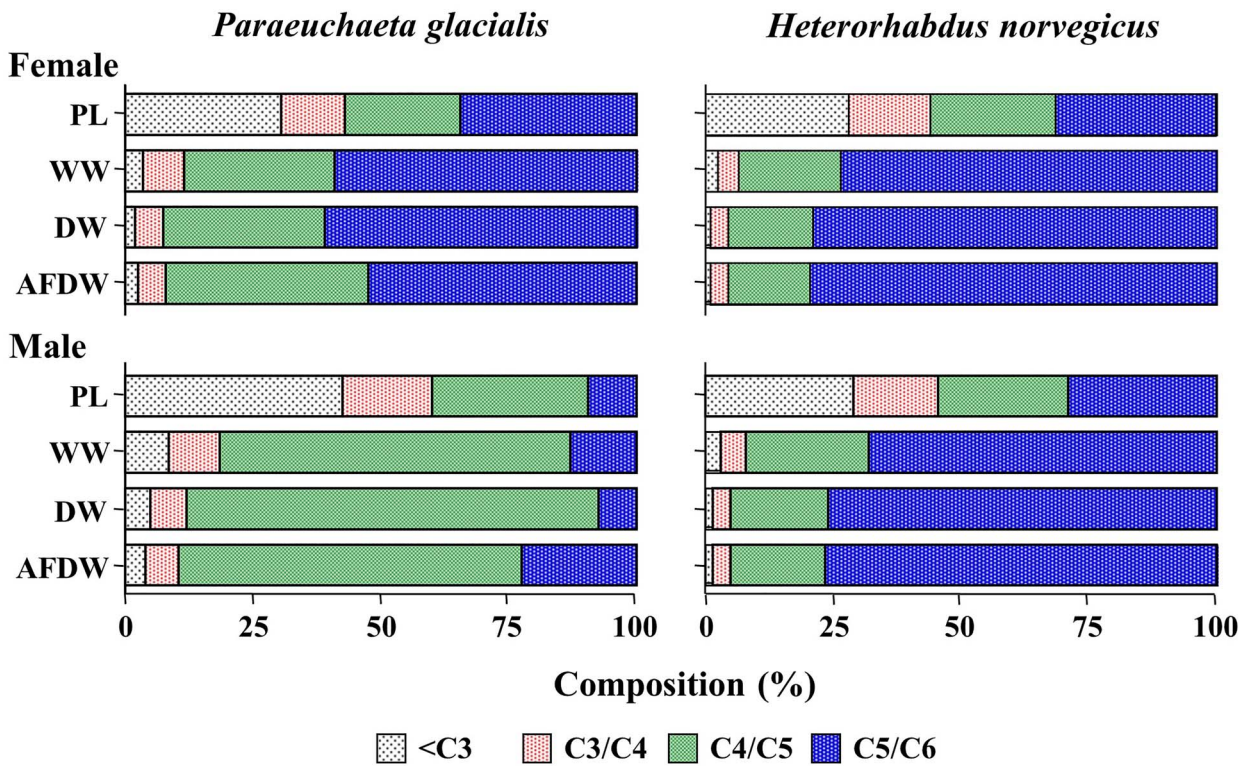 Paraeuchaeta glacialis
Heterorhabdus norvegicus
Female
PL
WW
DW
AFDW
Male
PL
WW
DW
AFDW
0 25 50 75 100
0 25 50 75 100
Composition (%)
<C3 C3/C4 C4/C5 C5/C6